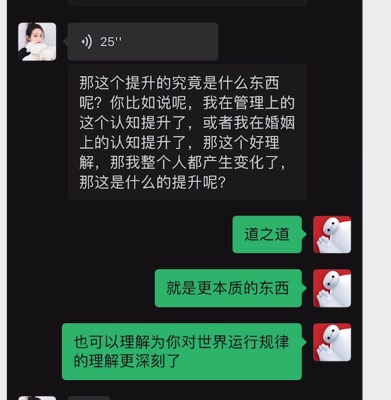 25''
那这个提升的究竟是什么东西
呢？你比如说呢，我在管理上的
这个认知提升了，或者我在婚姻
上的认知提升了，那这个好理
解，那我整个人都产生变化了，
那这是什么的提升呢？
道之道
就是更本质的东西
也可以理解为你对世界运行规律
的理解更深刻了